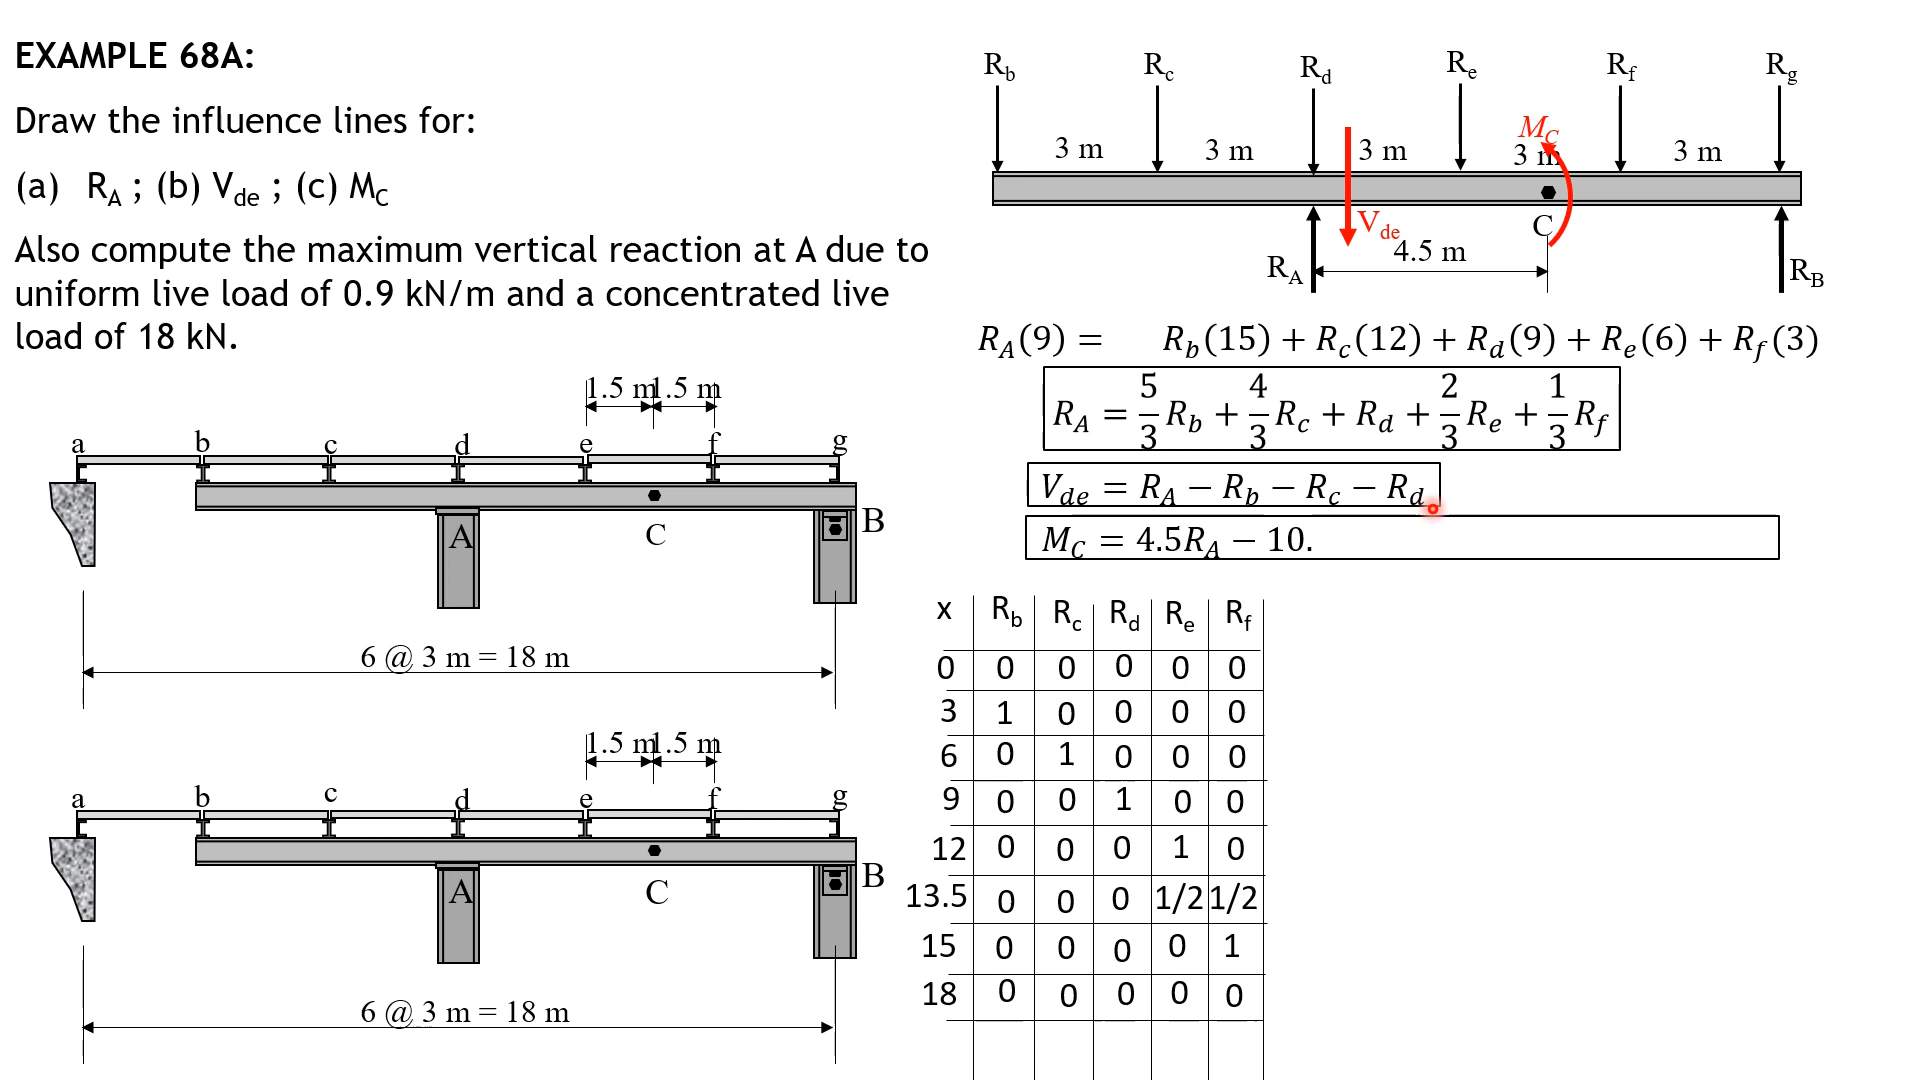 EXAMPLE 68A:
Draw the influence lines for:
(a) R_A ; (b) V_de ; (c) M_C
Also compute the maximum vertical reaction at A due to
uniform live load of 0.9 kN/m and a concentrated live
load of 18 kN.
1.5 m 1.5 m
a b c d e f g
A C B
6 @ 3 m = 18 m
1.5 m 1.5 m
a b c d e f g
A C B
6 @ 3 m = 18 m
R_b R_c R_d R_e R_f R_g
M_C
3 m 3 m 3 m 3 m 3 m
V_de C
4.5 m
R_A R_B
R_A(9) = R_b(15) + R_c(12) + R_d(9) + R_e(6) + R_f(3)
R_A = 5/3 R_b + 4/3 R_c + R_d + 2/3 R_e + 1/3 R_f
V_de = R_A − R_b − R_c − R_d
M_C = 4.5R_A − 10.
x R_b R_c R_d R_e R_f
0 0 0 0 0 0
3 1 0 0 0 0
6 0 1 0 0 0
9 0 0 1 0 0
12 0 0 0 1 0
13.5 0 0 0 1/2 1/2
15 0 0 0 0 1
18 0 0 0 0 0